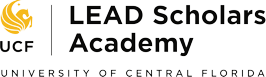 UCF
LEAD Scholars
Academy
UNIVERSITY OF CENTRAL FLORIDA